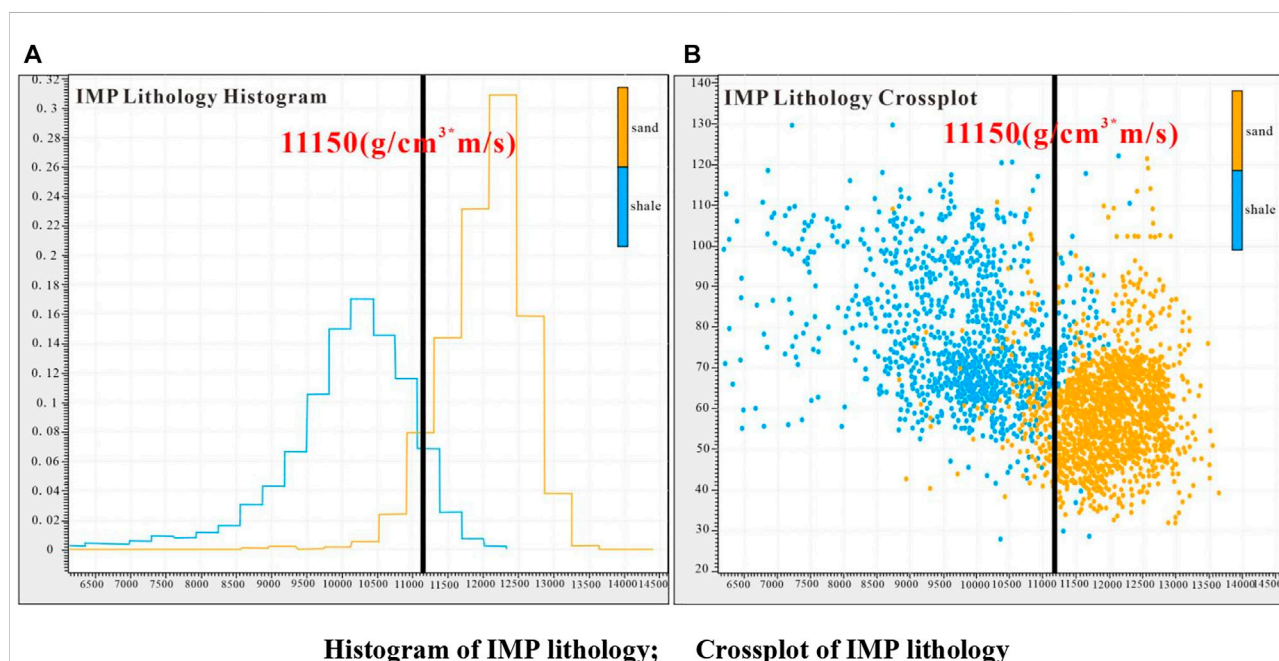 A
B
IMP Lithology Histogram
11150(g/cm³*m/s)
sand
shale
0. 32
0. 3
0. 28
0. 26
0. 24
0. 22
0. 2
0. 18
0. 16
0. 14
0. 12
0. 1
0. 08
0. 06
0. 04
0. 02
0
6500 7000 7500 8000 8500 9000 9500 10000 10500 11000 11500 12000 12500 13000 13500 14000 14500
IMP Lithology Crossplot
11150(g/cm³*m/s)
sand
shale
140
130
120
110
100
90
80
70
60
50
40
30
20
6500 7000 7500 8000 8500 9000 9500 10000 10500 11000 11500 12000 12500 13000 13500 14000 1450
Histogram of IMP lithology; Crossplot of IMP lithology